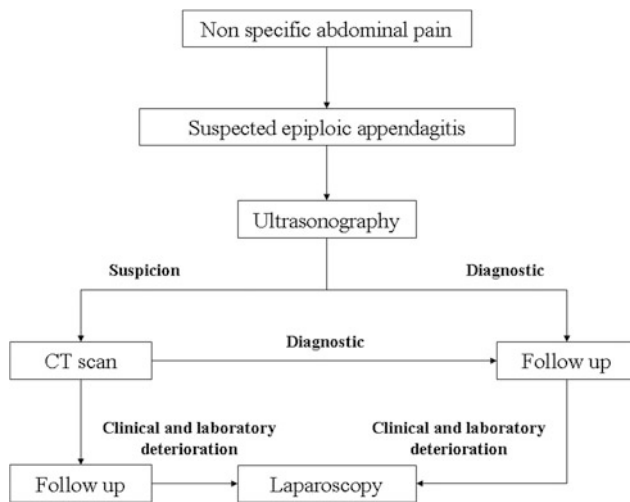 Non specific abdominal pain
Suspected epiploic appendagitis
Ultrasonography
Suspicion
Diagnostic
CT scan
Diagnostic
Follow up
Clinical and laboratory
deterioration
Clinical and laboratory
deterioration
Follow up
Laparoscopy